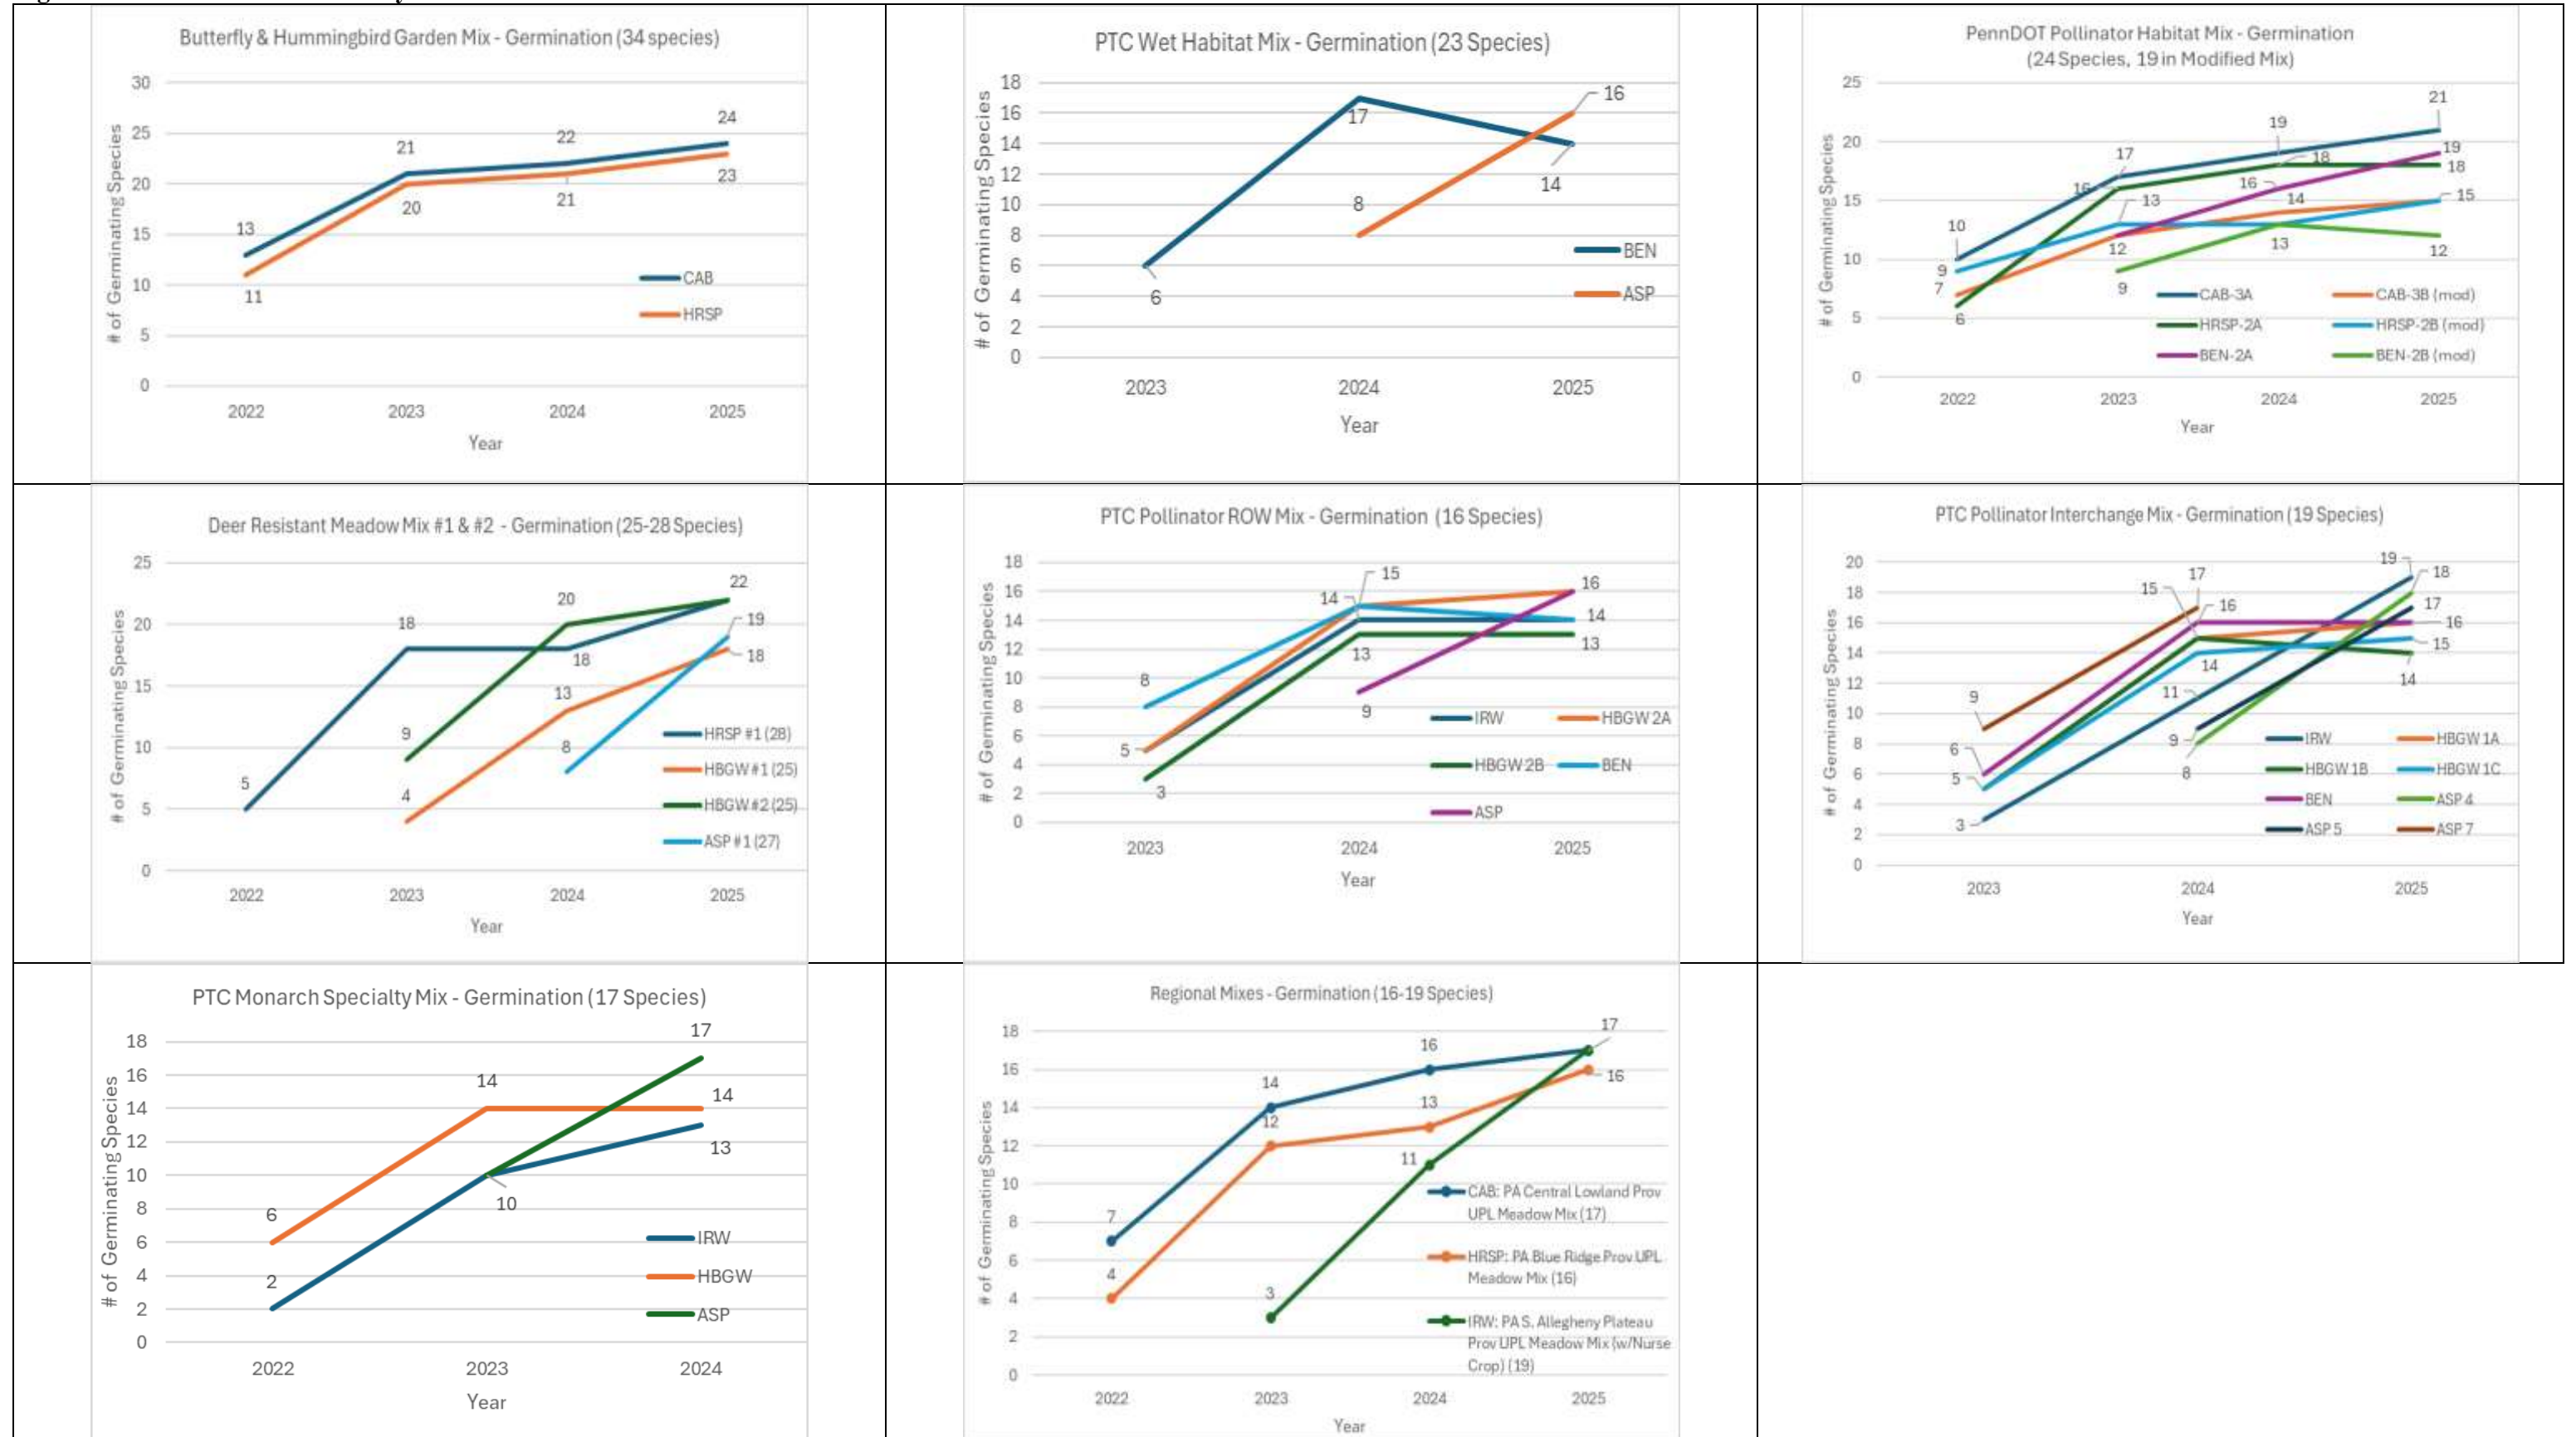 Butterfly & Hummingbird Garden Mix - Germination (34 species)
# of Germinating Species
30
25
20
15
10
5
0
13
21
22
24
11
20
21
23
CAB
HRSP
2022
2023
2024
2025
Year
PTC Wet Habitat Mix - Germination (23 Species)
# of Germinating Species
18
16
14
12
10
8
6
4
2
0
6
17
14
8
16
BEN
ASP
2023
2024
2025
Year
PennDOT Pollinator Habitat Mix - Germination
(24 Species, 19 in Modified Mix)
# of Germinating Species
25
20
15
10
5
0
10
9
7
6
17
16
13
12
9
19
18
16
14
13
21
19
18
15
12
CAB-3A
CAB-3B (mod)
HRSP-2A
HRSP-2B (mod)
BEN-2A
BEN-2B (mod)
2022
2023
2024
2025
Year
Deer Resistant Meadow Mix #1 & #2 - Germination (25-28 Species)
# of Germinating Species
25
20
15
10
5
0
5
18
9
4
20
18
13
8
22
19
18
HRSP #1 (28)
HBGW #1 (25)
HBGW #2 (25)
ASP #1 (27)
2022
2023
2024
2025
Year
PTC Pollinator ROW Mix - Germination (16 Species)
# of Germinating Species
18
16
14
12
10
8
6
4
2
0
8
5
3
15
14
13
9
16
14
13
IRW
HBGW 2A
HBGW 2B
BEN
ASP
2023
2024
2025
Year
PTC Pollinator Interchange Mix - Germination (19 Species)
# of Germinating Species
20
18
16
14
12
10
8
6
4
2
0
9
6
5
3
17
15
16
14
11
9
8
19
18
17
16
15
14
IRW
HBGW 1A
HBGW 1B
HBGW 1C
BEN
ASP 4
ASP 5
ASP 7
2023
2024
2025
Year
PTC Monarch Specialty Mix - Germination (17 Species)
# of Germinating Species
18
16
14
12
10
8
6
4
2
0
6
2
14
10
17
14
13
IRW
HBGW
ASP
2022
2023
2024
Year
Regional Mixes - Germination (16-19 Species)
# of Germinating Species
18
16
14
12
10
8
6
4
2
0
7
4
14
12
3
16
13
11
17
16
CAB: PA Central Lowland Prov
UPL Meadow Mix (17)
HRSP: PA Blue Ridge Prov UPL
Meadow Mix (16)
IRW: PA S. Allegheny Plateau
Prov UPL Meadow Mix (w/Nurse
Crop) (19)
2022
2023
2024
2025
Year